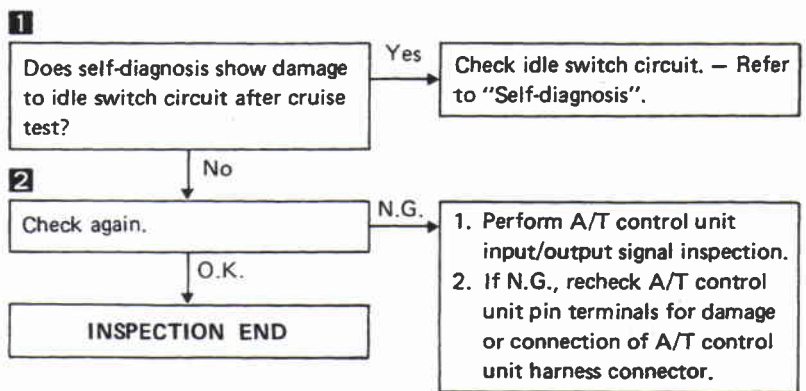 1
Does self-diagnosis show damage
to idle switch circuit after cruise
test?
Yes
Check idle switch circuit. — Refer
to "Self-diagnosis".
No
2
Check again.
N.G.
1. Perform A/T control unit
input/output signal inspection.
2. If N.G., recheck A/T control
unit pin terminals for damage
or connection of A/T control
unit harness connector.
O.K.
INSPECTION END